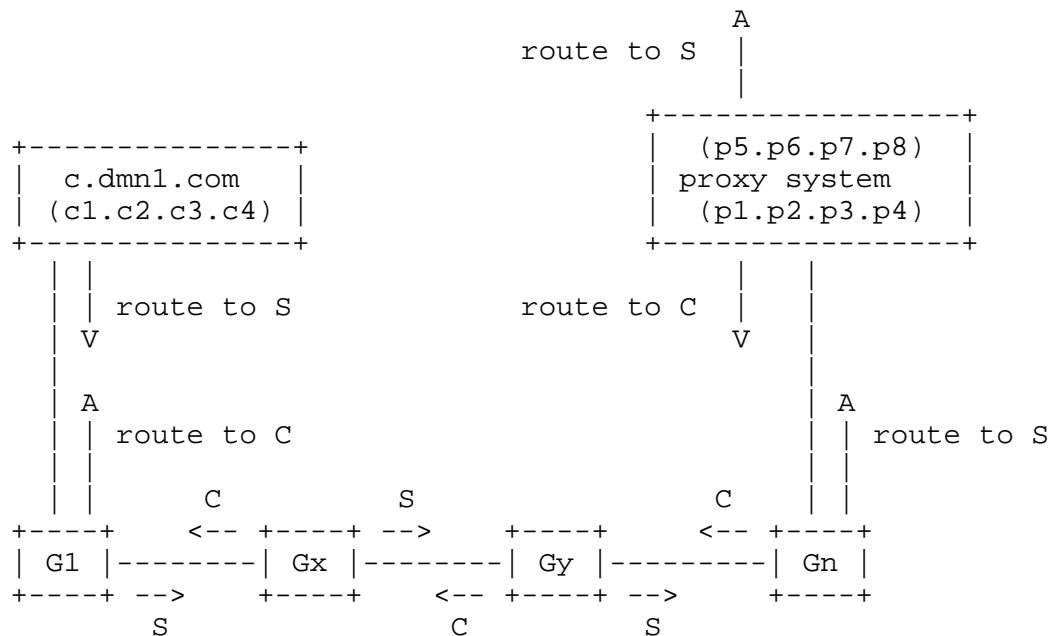 A
route to S
(p5.p6.p7.p8)
c.dmn1.com proxy system
(c1.c2.c3.c4) (p1.p2.p3.p4)
route to S route to C
V V
A A
route to C route to S
C S C
<-- -->  <--
G1 Gx Gy Gn
--> <-- -->
S C S